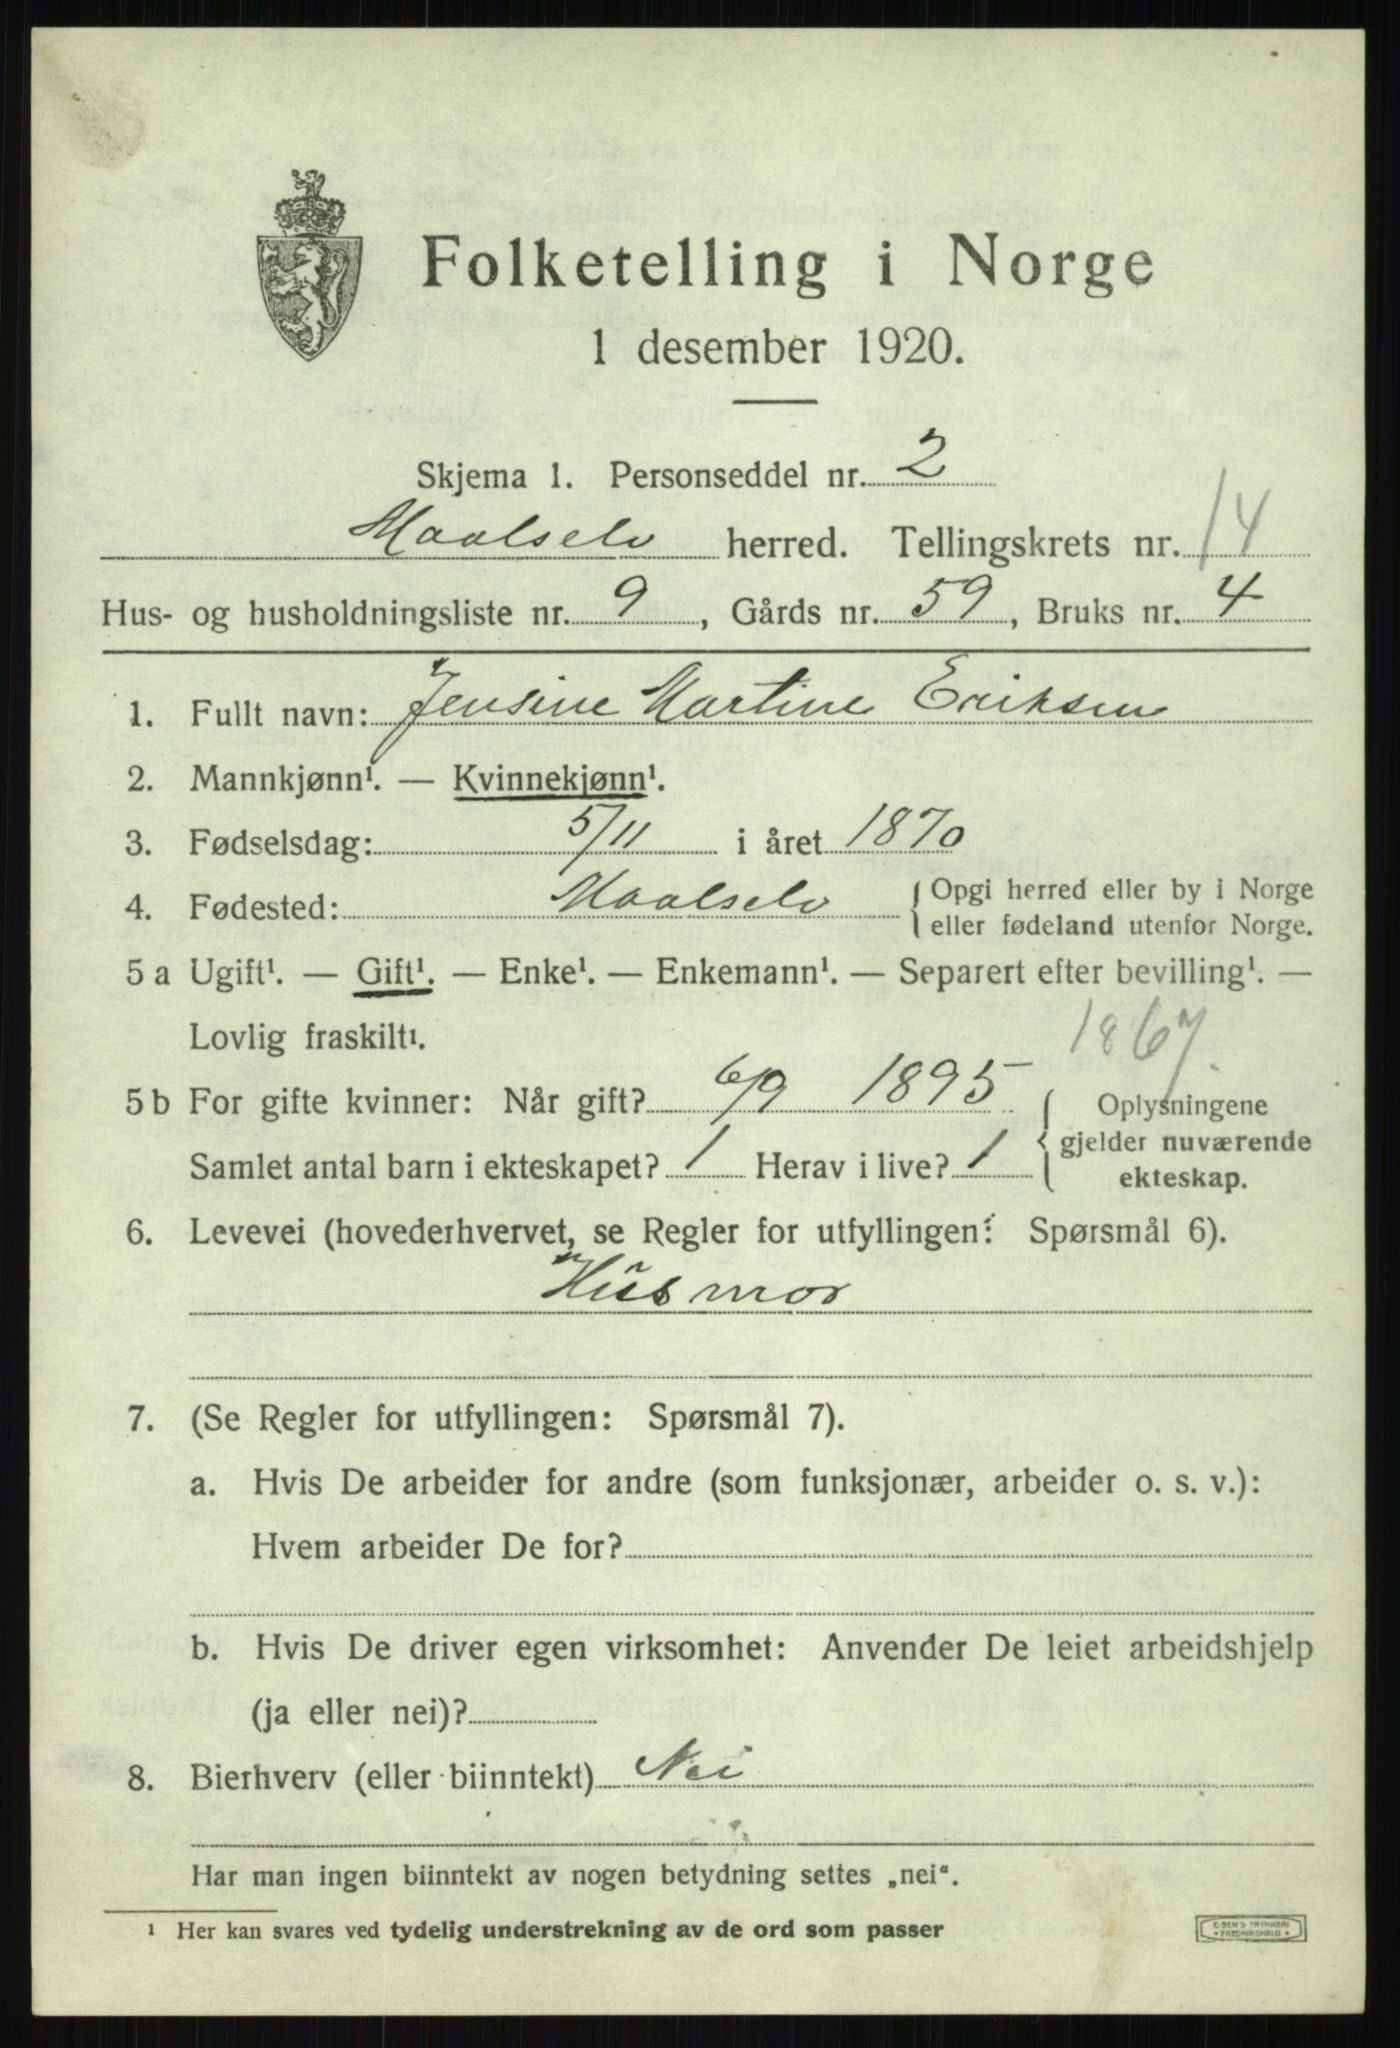 Folketelling i Norge
1 desember 1920.
Skjema 1. Personseddel nr. 2
Maalselv herred. Tellingskrets nr. 14
Hus- og husholdningsliste nr. 9, Gårds nr. 59, Bruks nr. 4
1. Fullt navn: Jensine Martine Eriksen
2. Mannkjønn¹. — Kvinnekjønn¹.
3. Fødselsdag: 5/11 i året 1870
4. Fødested: Maalselv { Opgi herred eller by i Norge
eller fødeland utenfor Norge.
5 a Ugift¹. — Gift¹. — Enke¹. — Enkemann¹. — Separert efter bevilling¹. —
Lovlig fraskilt¹.
1867.
5 b For gifte kvinner: Når gift? 6/9 1895 { Oplysningene
gjelder nuværende
Samlet antal barn i ekteskapet? 1 Herav i live? 1
ekteskap.
6. Levevei (hovederhvervet, se Regler for utfyllingen: Spørsmål 6).
Husmor
7. (Se Regler for utfyllingen: Spørsmål 7).
a. Hvis De arbeider for andre (som funksjonær, arbeider o. s. v.):
Hvem arbeider De for?
b. Hvis De driver egen virksomhet: Anvender De leiet arbeidshjelp
(ja eller nei)?
8. Bierhverv (eller biinntekt) Nei
Har man ingen biinntekt av nogen betydning settes „nei“.
¹ Her kan svares ved tydelig understrekning av de ord som passer
FREDRIKSHALD